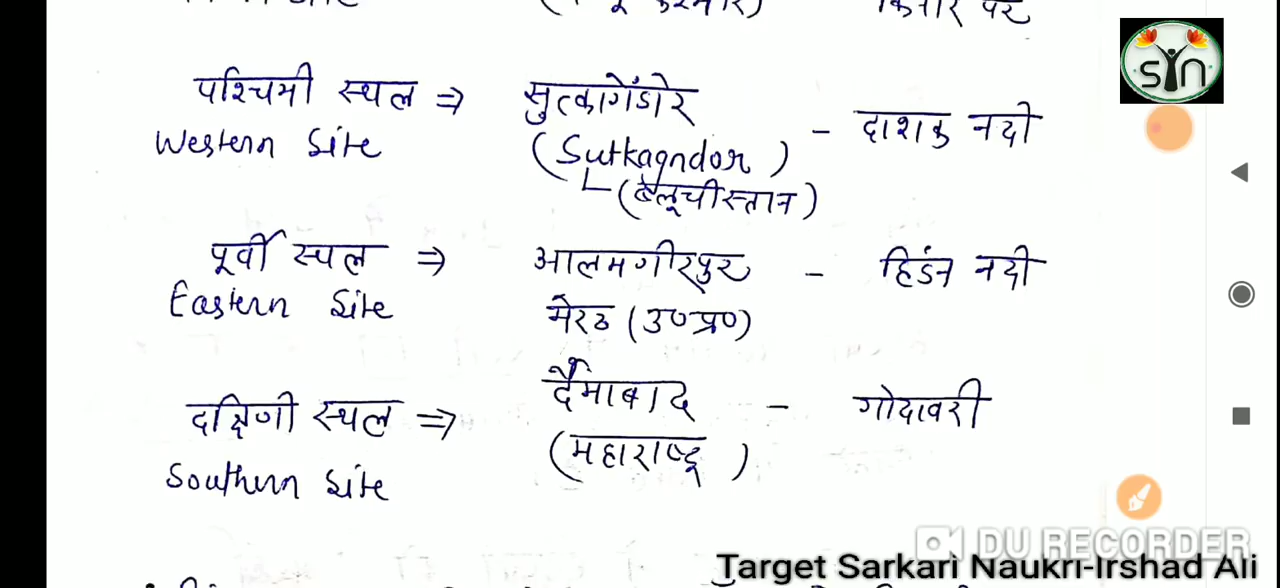 पश्चिमी स्थल ⇒ सुत्कागेंडोर - दाशक नदी
Western Site (Sutkagndor)
(बलूचीस्तान)
पूर्वी स्थल ⇒ आलमगीरपुर - हिडंन नदी
Eastern Site मेरठ (उ०प्र०)
दक्षिणी स्थल ⇒ दैमाबाद - गोदावरी
Southern Site (महाराष्ट्र)
SYN
DU RECORDER
Target Sarkari Naukri-Irshad Ali